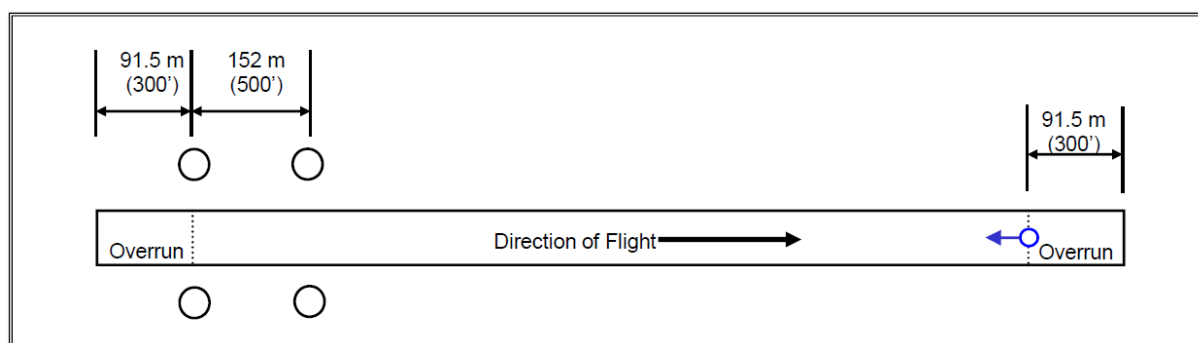 91.5 m
(300’)
152 m
(500’)
91.5 m
(300’)
Overrun
Direction of Flight
Overrun